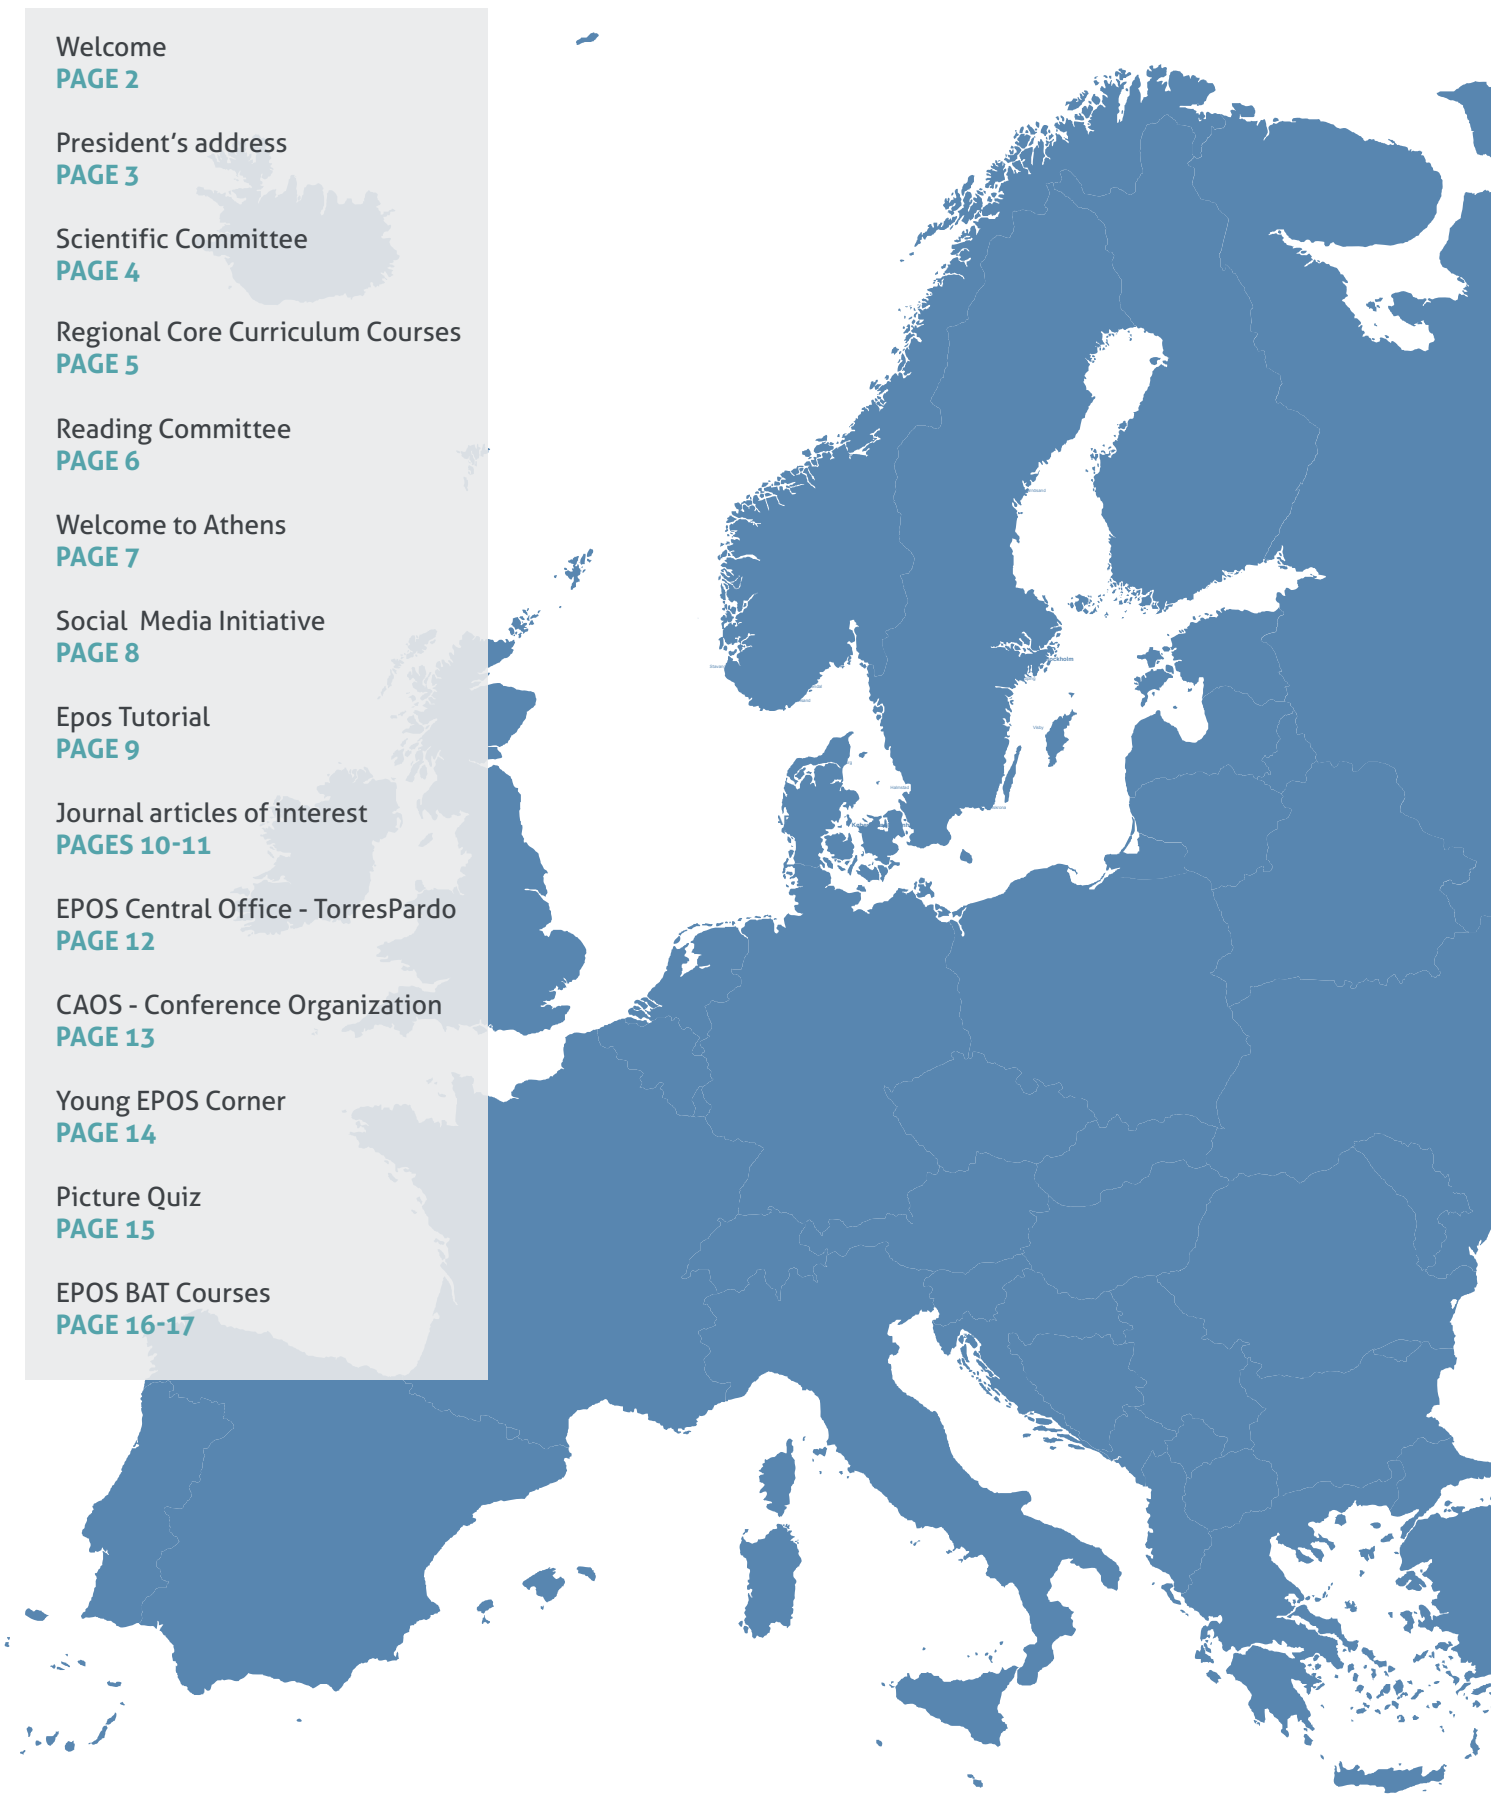 Welcome
PAGE 2
President’s address
PAGE 3
Scientific Committee
PAGE 4
Regional Core Curriculum Courses
PAGE 5
Reading Committee
PAGE 6
Welcome to Athens
PAGE 7
Social  Media Initiative
PAGE 8
Epos Tutorial
PAGE 9
Journal articles of interest
PAGES 10-11
EPOS Central Office - TorresPardo
PAGE 12
CAOS - Conference Organization
PAGE 13
Young EPOS Corner
PAGE 14
Picture Quiz
PAGE 15
EPOS BAT Courses
PAGE 16-17